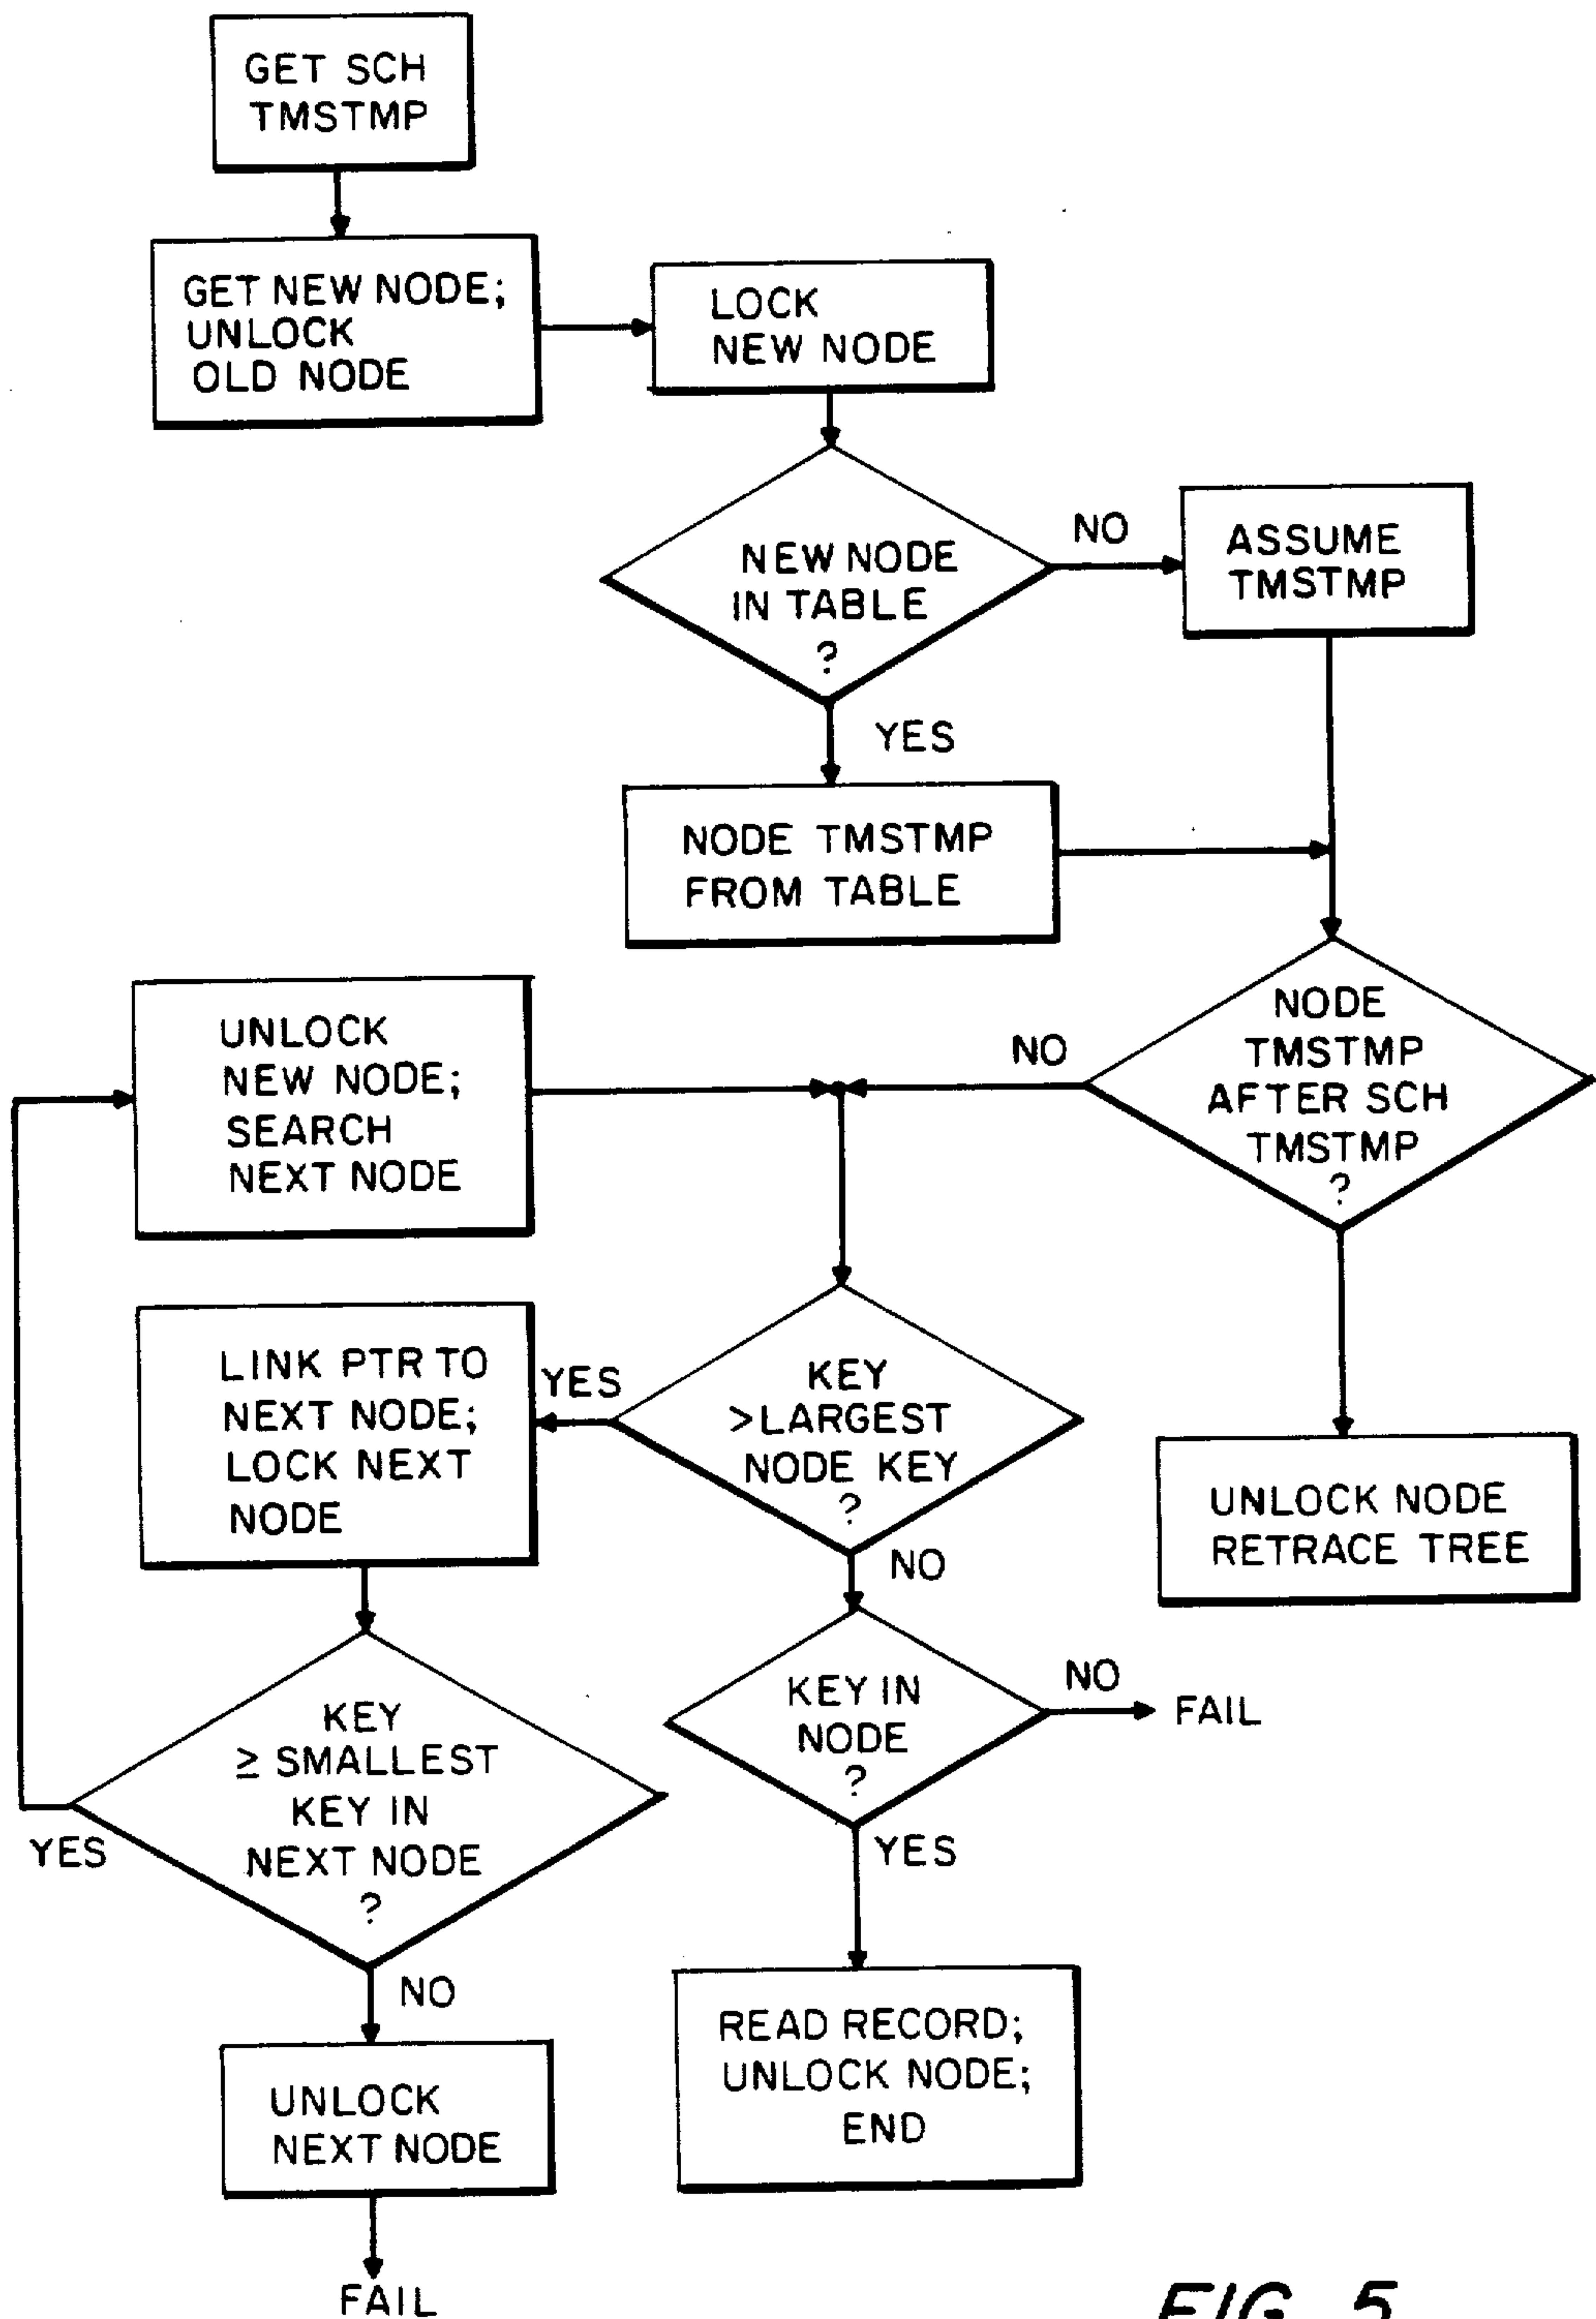 GET SCH
TMSTMP
GET NEW NODE;
UNLOCK
OLD NODE
LOCK
NEW NODE
NEW NODE
IN TABLE
?
NO
ASSUME
TMSTMP
YES
NODE TMSTMP
FROM TABLE
NODE
TMSTMP
AFTER SCH
TMSTMP
?
NO
UNLOCK
NEW NODE;
SEARCH
NEXT NODE
UNLOCK NODE
RETRACE TREE
KEY
>LARGEST
NODE KEY
?
YES
LINK PTR TO
NEXT NODE;
LOCK NEXT
NODE
NO
KEY IN
NODE
?
NO
FAIL
YES
READ RECORD;
UNLOCK NODE;
END
KEY
≥ SMALLEST
KEY IN
NEXT NODE
?
YES
NO
UNLOCK
NEXT NODE
FAIL
FIG. 5